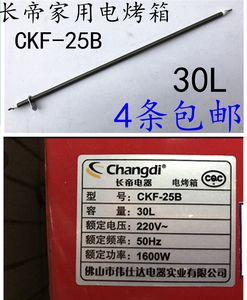 长帝家用电烤箱
CKF-25B
30L
4条包邮
Changdi
长帝电器 电烤箱 CQC
型 号: CKF-25B
容 量: 30L
额定电压: 220V~
额定频率: 50Hz
额定功率: 1600W
佛山市伟仕达电器实业有限公司